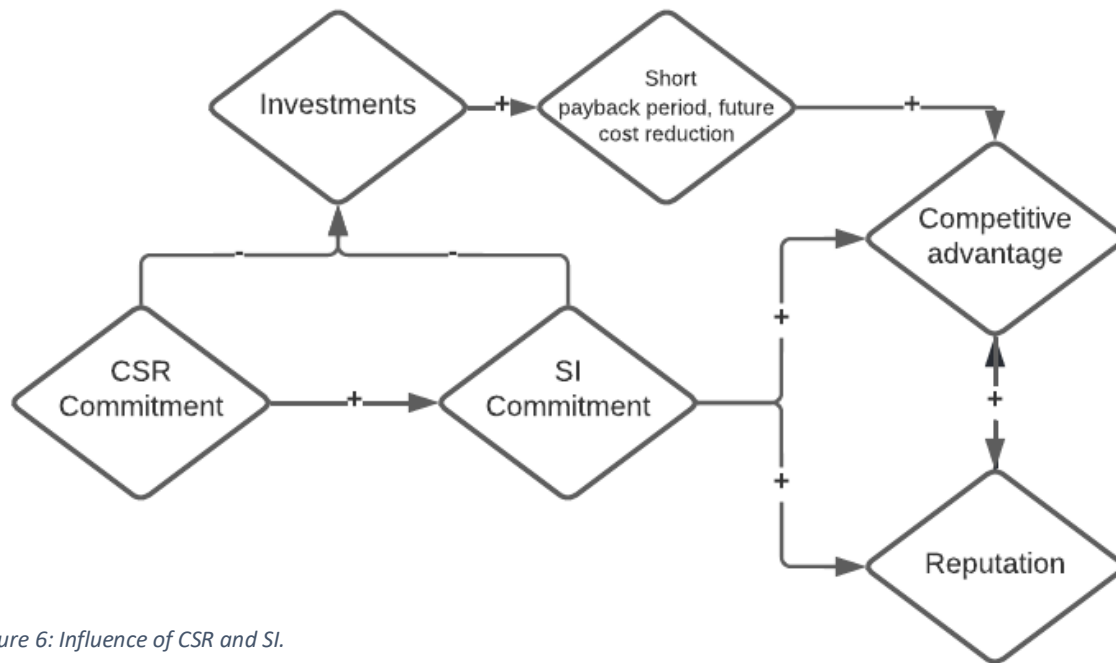 Investments
+
Short
payback period, future
cost reduction
+
Competitive
advantage
-
-
+
CSR
Commitment
+
SI
Commitment
+
+
Reputation
ure 6: Influence of CSR and SI.